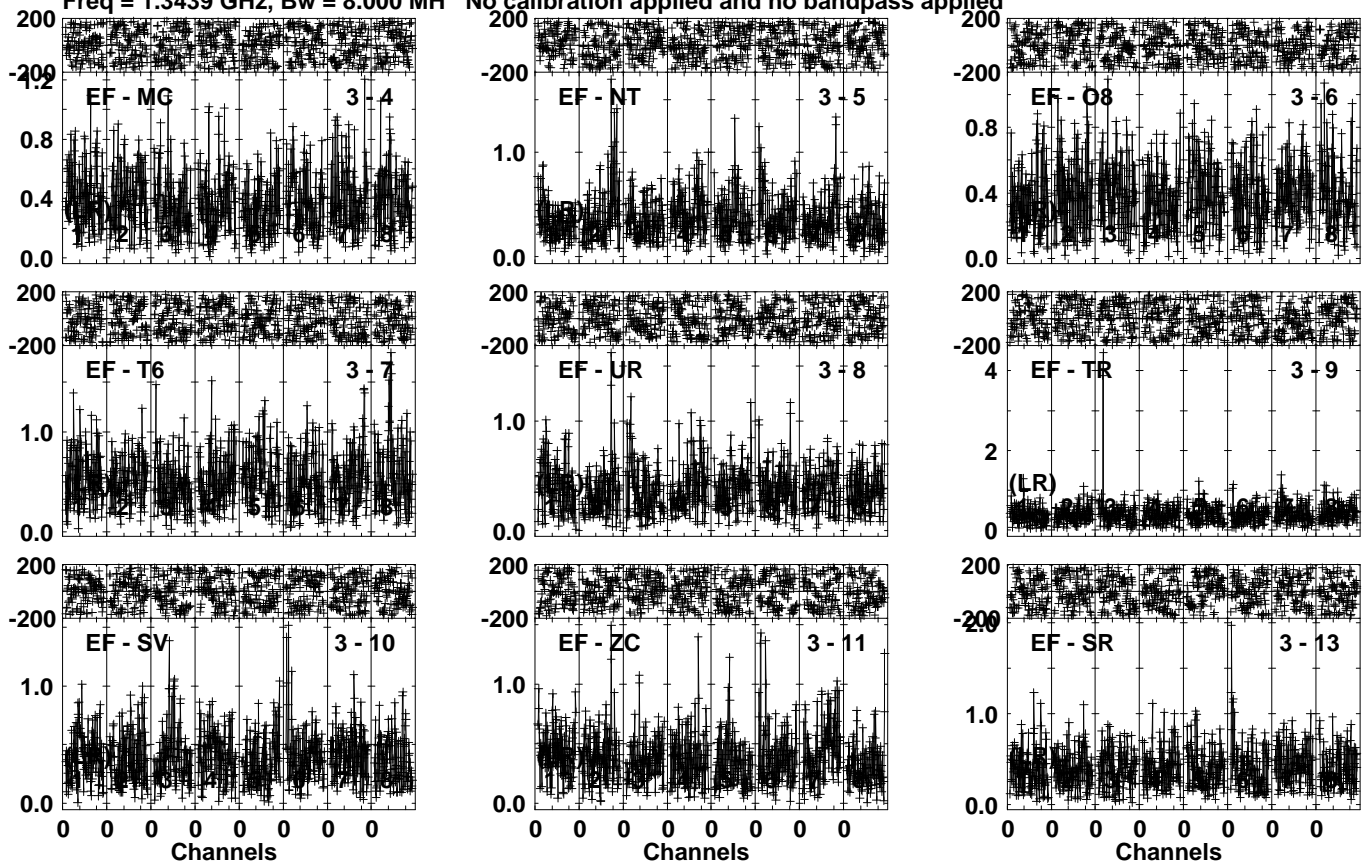 Freq = 1.3439 GHz, Bw = 8.000 MH No calibration applied and no bandpass applied
200 200 200
-200 -200 -200
1.2 EF - MC 3 - 4 EF - NT 3 - 5 EF - O8 3 - 6
0.8 1.0 0.8
0.4 0.4
0.0 0.0 0.0
200 200 200
-200 -200 -200
EF - T6 3 - 7 EF - UR 3 - 8 4 EF - TR 3 - 9
1.0 1.0 2
(LR)
0.0 0.0 0
200 200 200
-200 -200 -200
EF - SV 3 - 10 EF - ZC 3 - 11 2.0 EF - SR 3 - 13
1.0 1.0 1.0
0.0 0.0 0.0
0 0 0 0 0 0 0 0 0 0 0 0 0 0 0 0 0 0 0 0 0 0 0 0
Channels Channels Channels